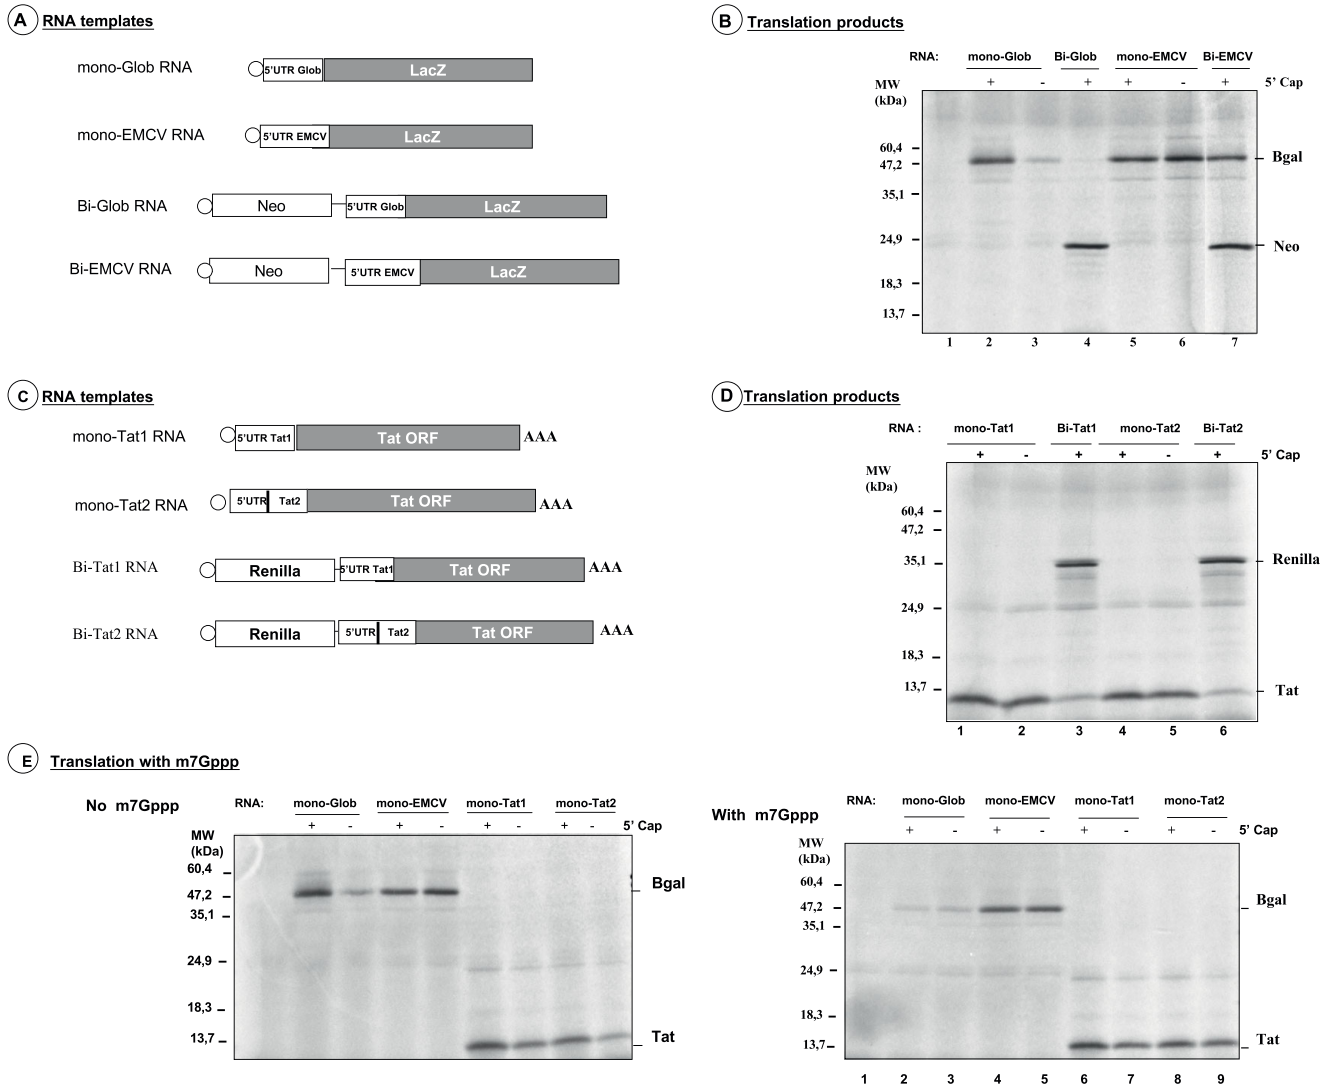 A RNA templates
mono-Glob RNA
5'UTR Glob LacZ
mono-EMCV RNA
5'UTR EMCV LacZ
Bi-Glob RNA
Neo 5'UTR Glob LacZ
Bi-EMCV RNA
Neo 5'UTR EMCV LacZ
B Translation products
RNA: mono-Glob Bi-Glob mono-EMCV Bi-EMCV
+ - + + - + 5' Cap
MW
(kDa)
60,4
47,2
35,1
24,9
18,3
13,7
Bgal
Neo
1 2 3 4 5 6 7
C RNA templates
mono-Tat1 RNA
5'UTR Tat1 Tat ORF AAA
mono-Tat2 RNA
5'UTR Tat2 Tat ORF AAA
Bi-Tat1 RNA
Renilla 5'UTR Tat1 Tat ORF AAA
Bi-Tat2 RNA
Renilla 5'UTR Tat2 Tat ORF AAA
D Translation products
RNA : mono-Tat1 Bi-Tat1 mono-Tat2 Bi-Tat2
+ - + + - + 5' Cap
MW
(kDa)
60,4
47,2
35,1
24,9
18,3
13,7
Renilla
Tat
1 2 3 4 5 6
E Translation with m7Gppp
No m7Gppp
RNA: mono-Glob mono-EMCV mono-Tat1 mono-Tat2
+ - + - + - + - 5' Cap
MW
(kDa)
60,4
47,2
35,1
24,9
18,3
13,7
Bgal
Tat
With m7Gppp
RNA: mono-Glob mono-EMCV mono-Tat1 mono-Tat2
+ - + - + - + - 5' Cap
MW
(kDa)
60,4
47,2
35,1
24,9
18,3
13,7
Bgal
Tat
1 2 3 4 5 6 7 8 9